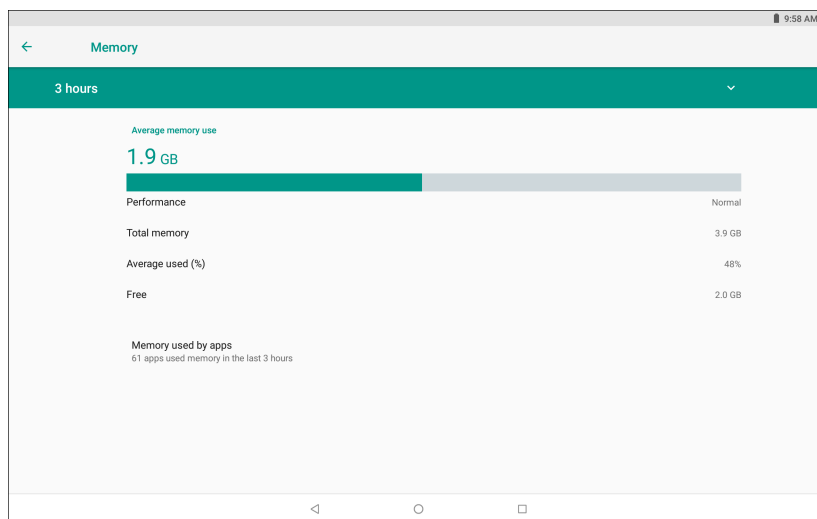 9:58 AM
Memory
3 hours
Average memory use
1.9 GB
Performance Normal
Total memory 3.9 GB
Average used (%) 48%
Free 2.0 GB
Memory used by apps
61 apps used memory in the last 3 hours